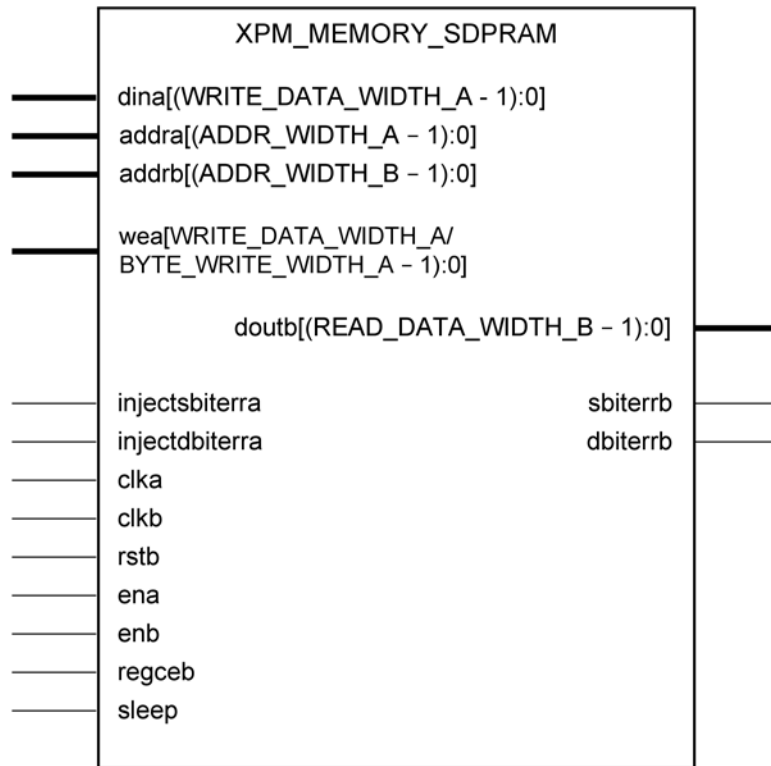 XPM_MEMORY_SDPRAM
dina[(WRITE_DATA_WIDTH_A - 1):0]
addra[(ADDR_WIDTH_A – 1):0]
addrb[(ADDR_WIDTH_B – 1):0]
wea[WRITE_DATA_WIDTH_A/
BYTE_WRITE_WIDTH_A – 1):0]
doutb[(READ_DATA_WIDTH_B – 1):0]
injectsbiterra sbiterrb
injectdbiterra dbiterrb
clka
clkb
rstb
ena
enb
regceb
sleep